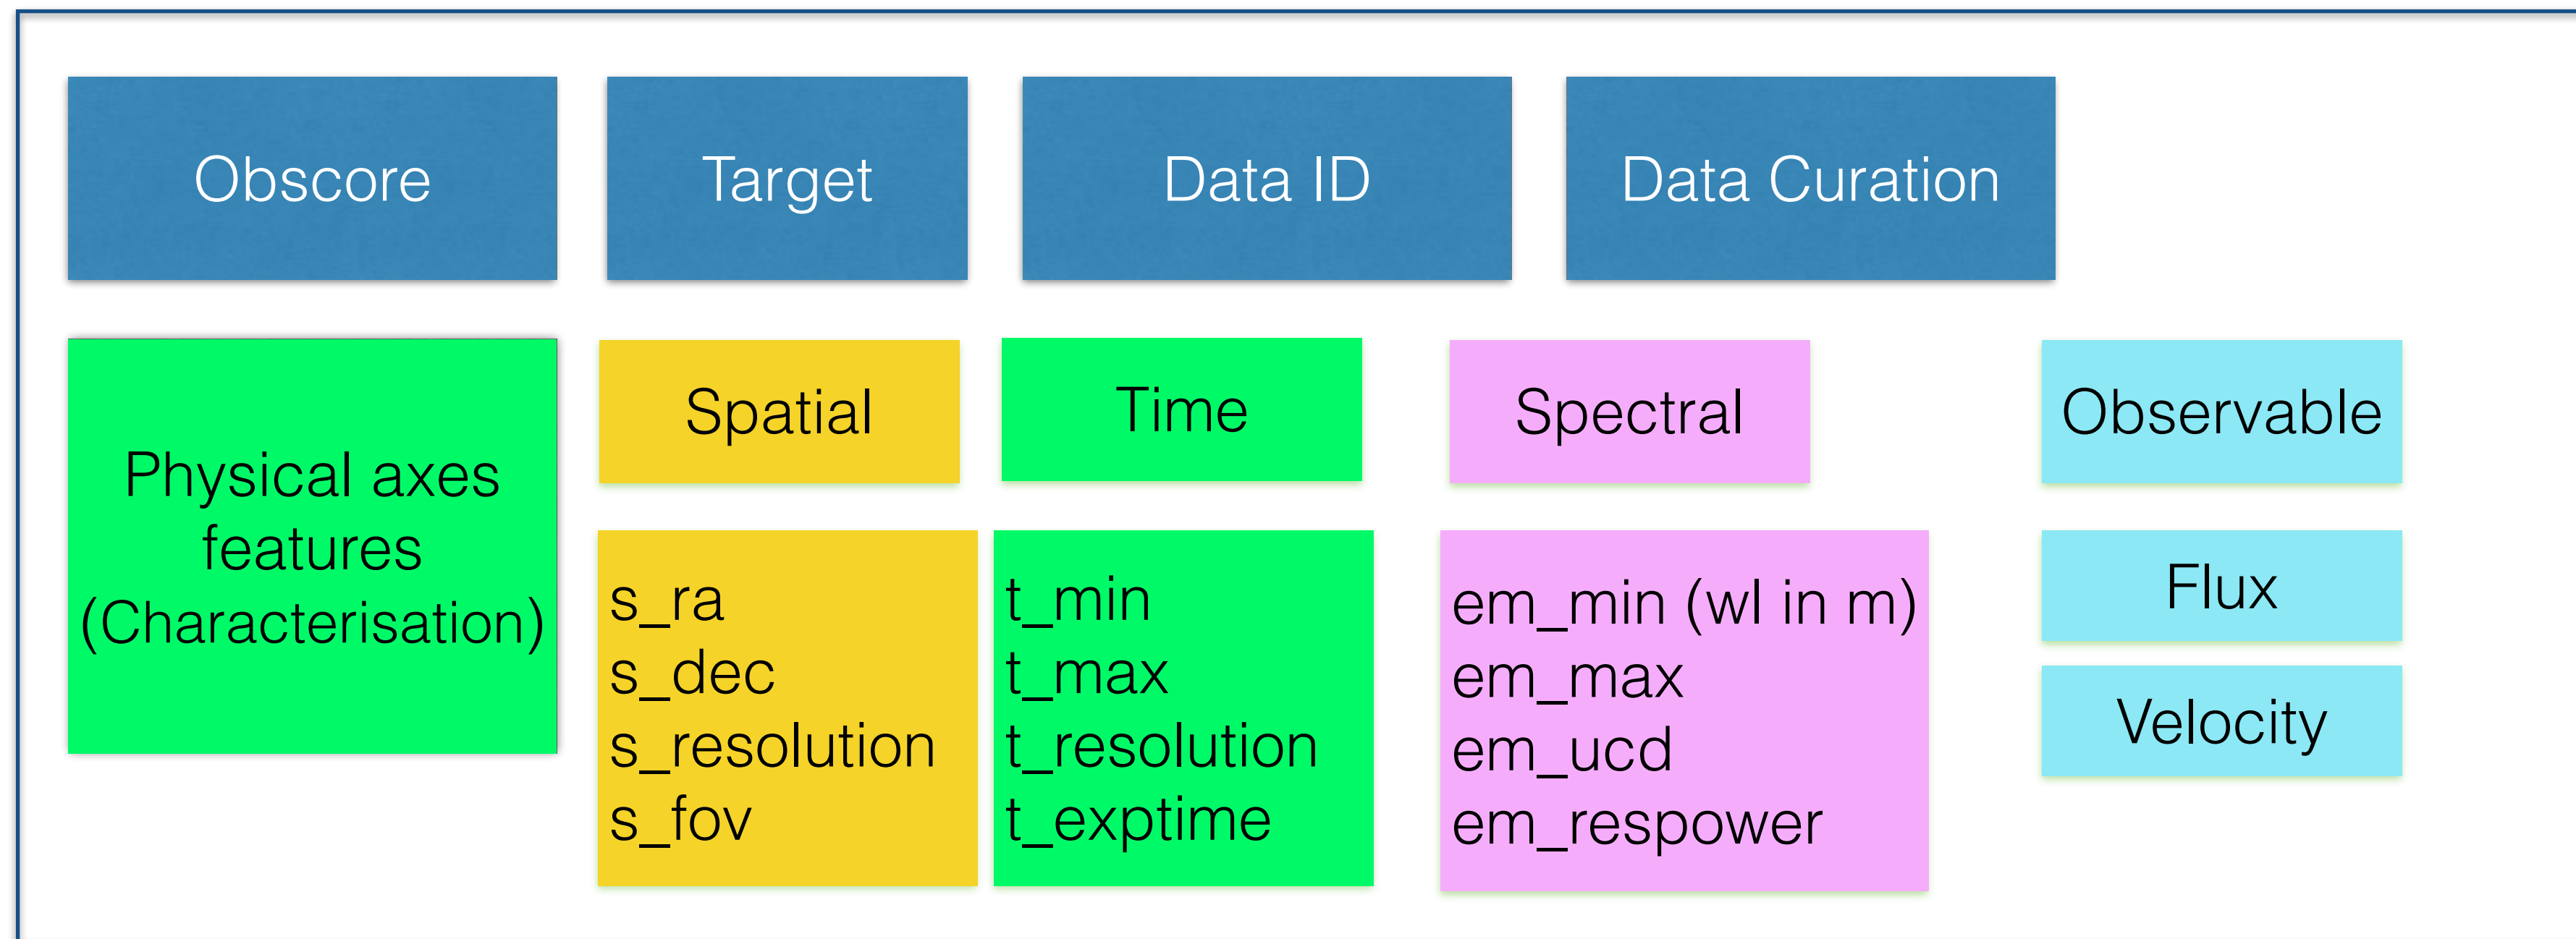 Obscore
Target
Data ID
Data Curation
Physical axes
features
(Characterisation)
Spatial
Time
Spectral
Observable
s_ra
s_dec
s_resolution
s_fov
t_min
t_max
t_resolution
t_exptime
em_min (wl in m)
em_max
em_ucd
em_respower
Flux
Velocity